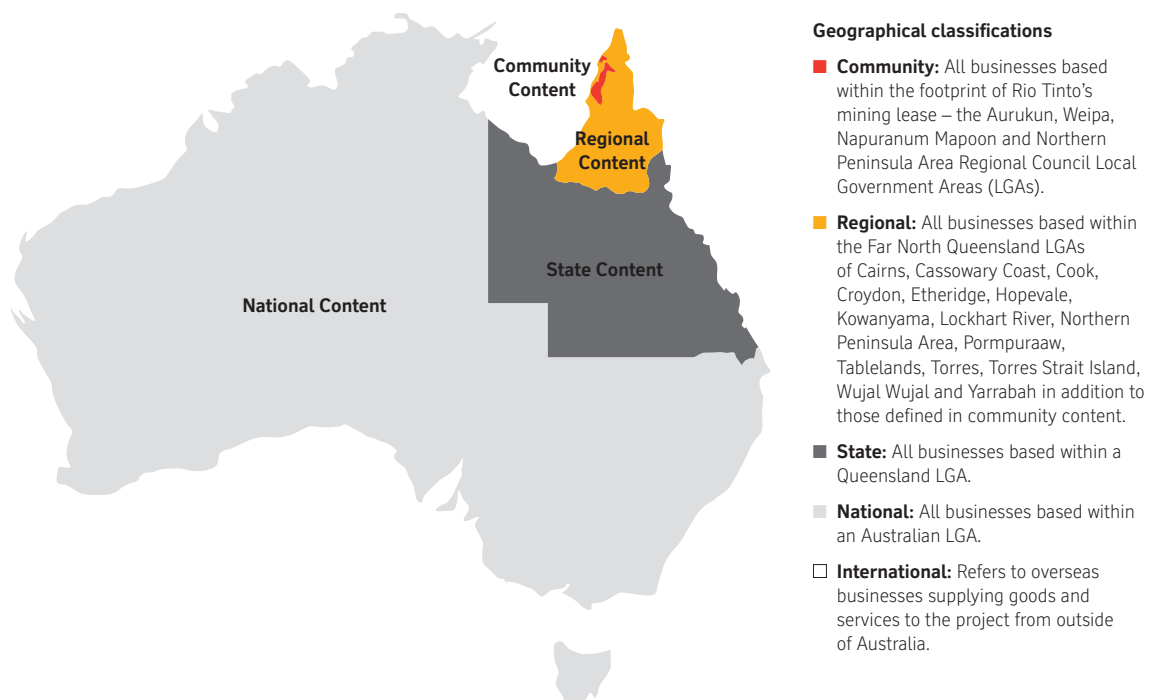 Community
Content
Regional
Content
State Content
National Content
Geographical classifications
Community: All businesses based
within the footprint of Rio Tinto’s
mining lease – the Aurukun, Weipa,
Napuranum Mapoon and Northern
Peninsula Area Regional Council Local
Government Areas (LGAs).
Regional: All businesses based within
the Far North Queensland LGAs
of Cairns, Cassowary Coast, Cook,
Croydon, Etheridge, Hopevale,
Kowanyama, Lockhart River, Northern
Peninsula Area, Pormpuraaw,
Tablelands, Torres, Torres Strait Island,
Wujal Wujal and Yarrabah in addition to
those defined in community content.
State: All businesses based within a
Queensland LGA.
National: All businesses based within
an Australian LGA.
International: Refers to overseas
businesses supplying goods and
services to the project from outside
of Australia.